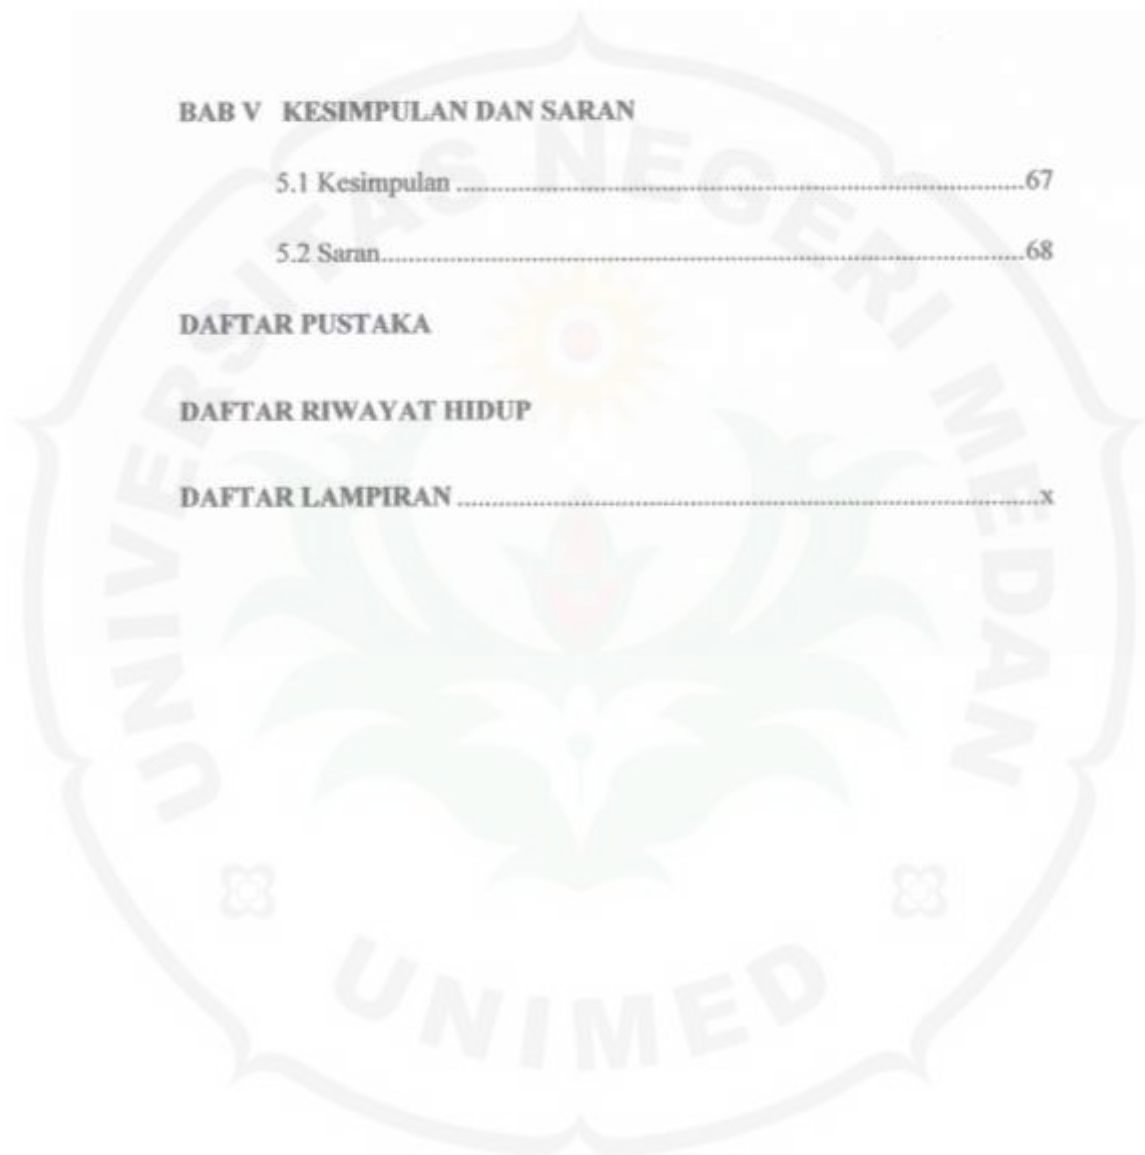 BAB V KESIMPULAN DAN SARAN
5.1 Kesimpulan ........................................................................67
5.2 Saran.................................................................................68
DAFTAR PUSTAKA
DAFTAR RIWAYAT HIDUP
DAFTAR LAMPIRAN .........................................................................x
UNIVERSITAS NEGERI MEDAN
UNIMED